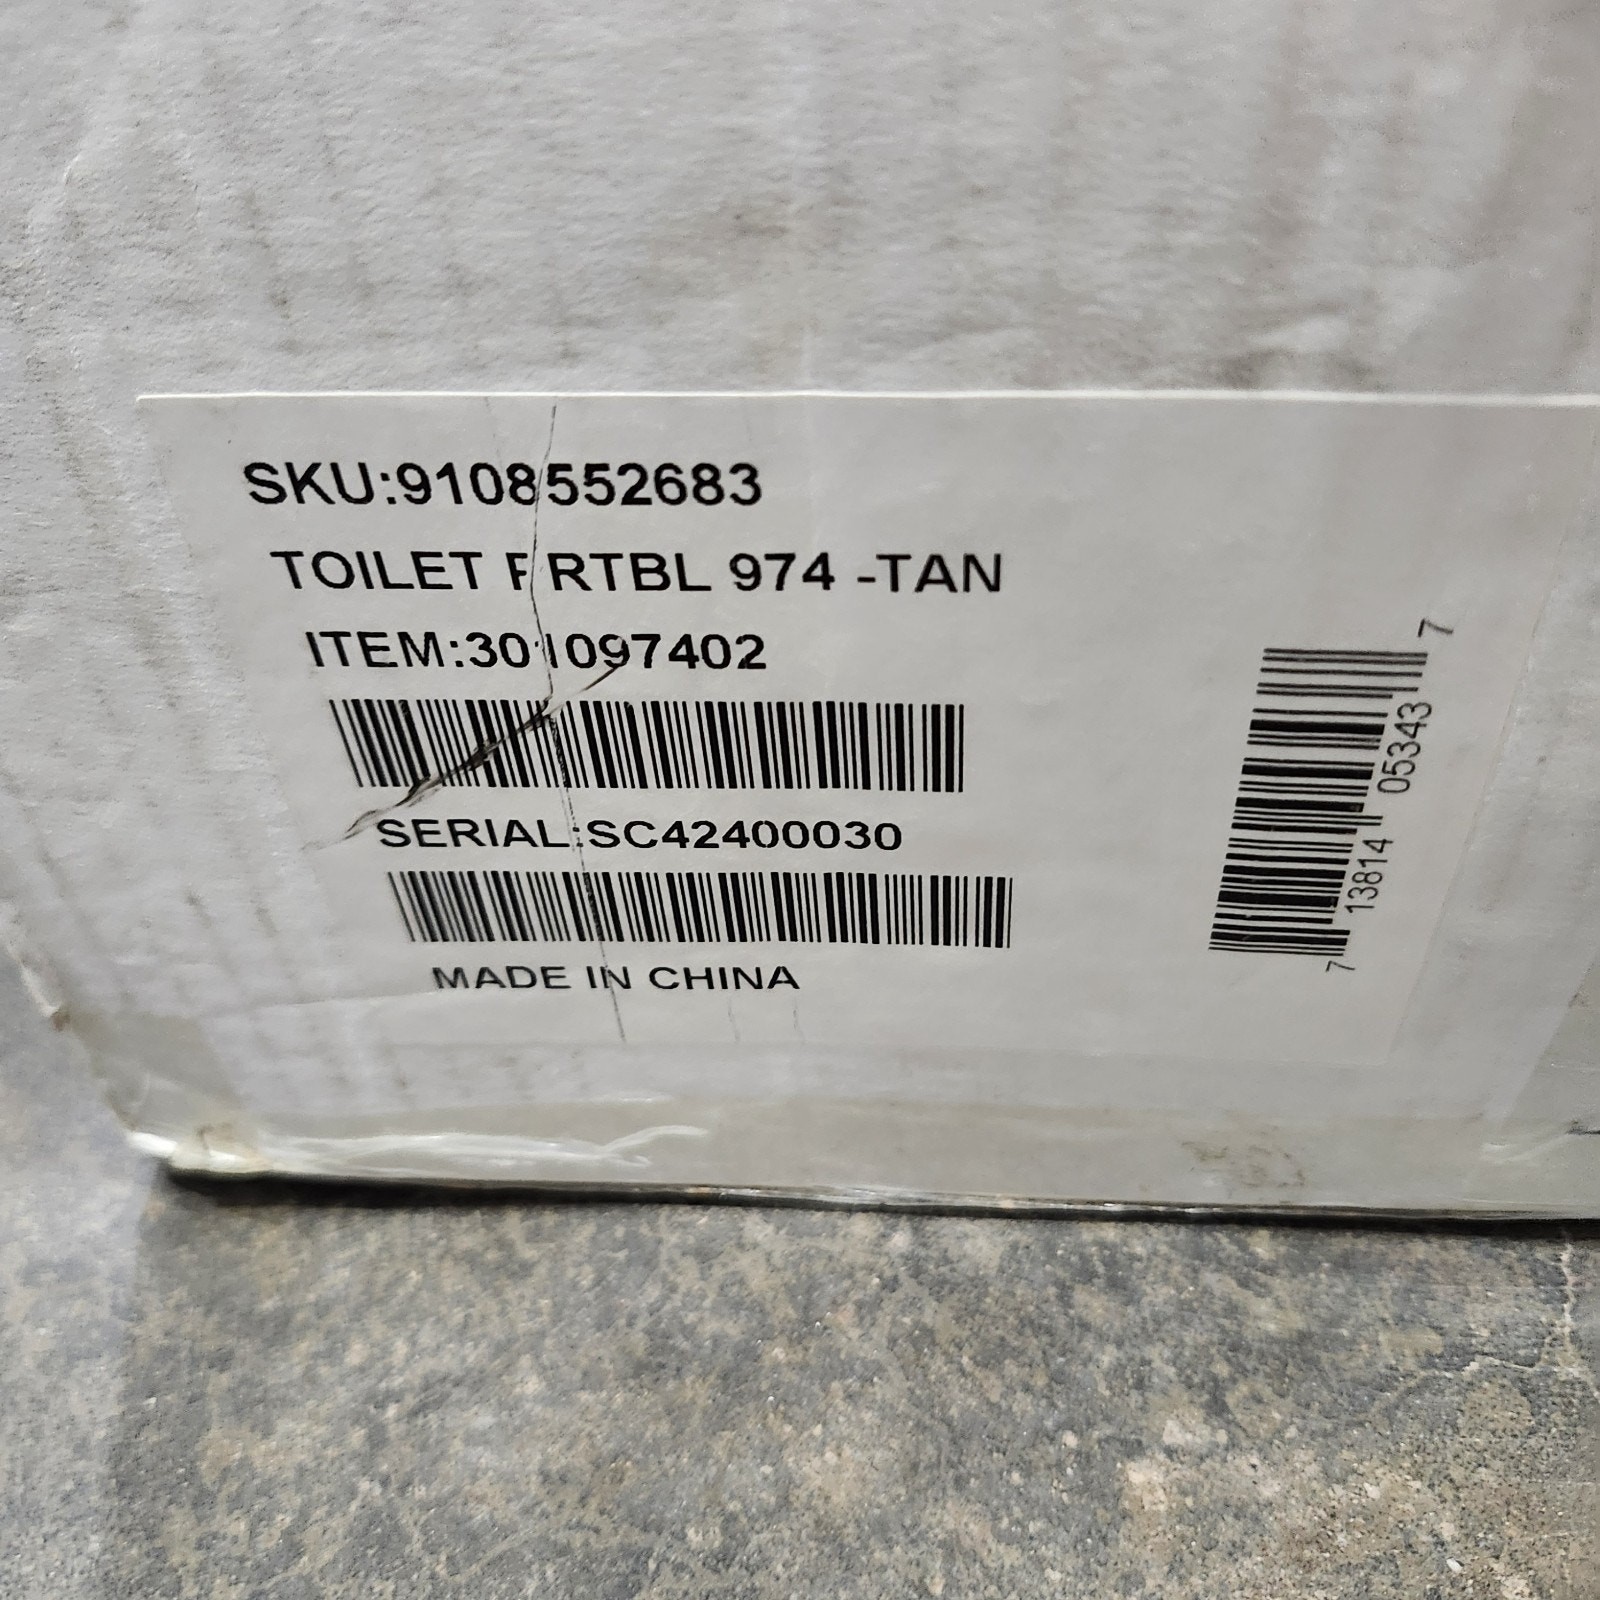 SKU:9108552683
TOILET PRTBL 974 -TAN
ITEM:301097402
SERIAL:SC42400030
MADE IN CHINA
7 13814 05343 7